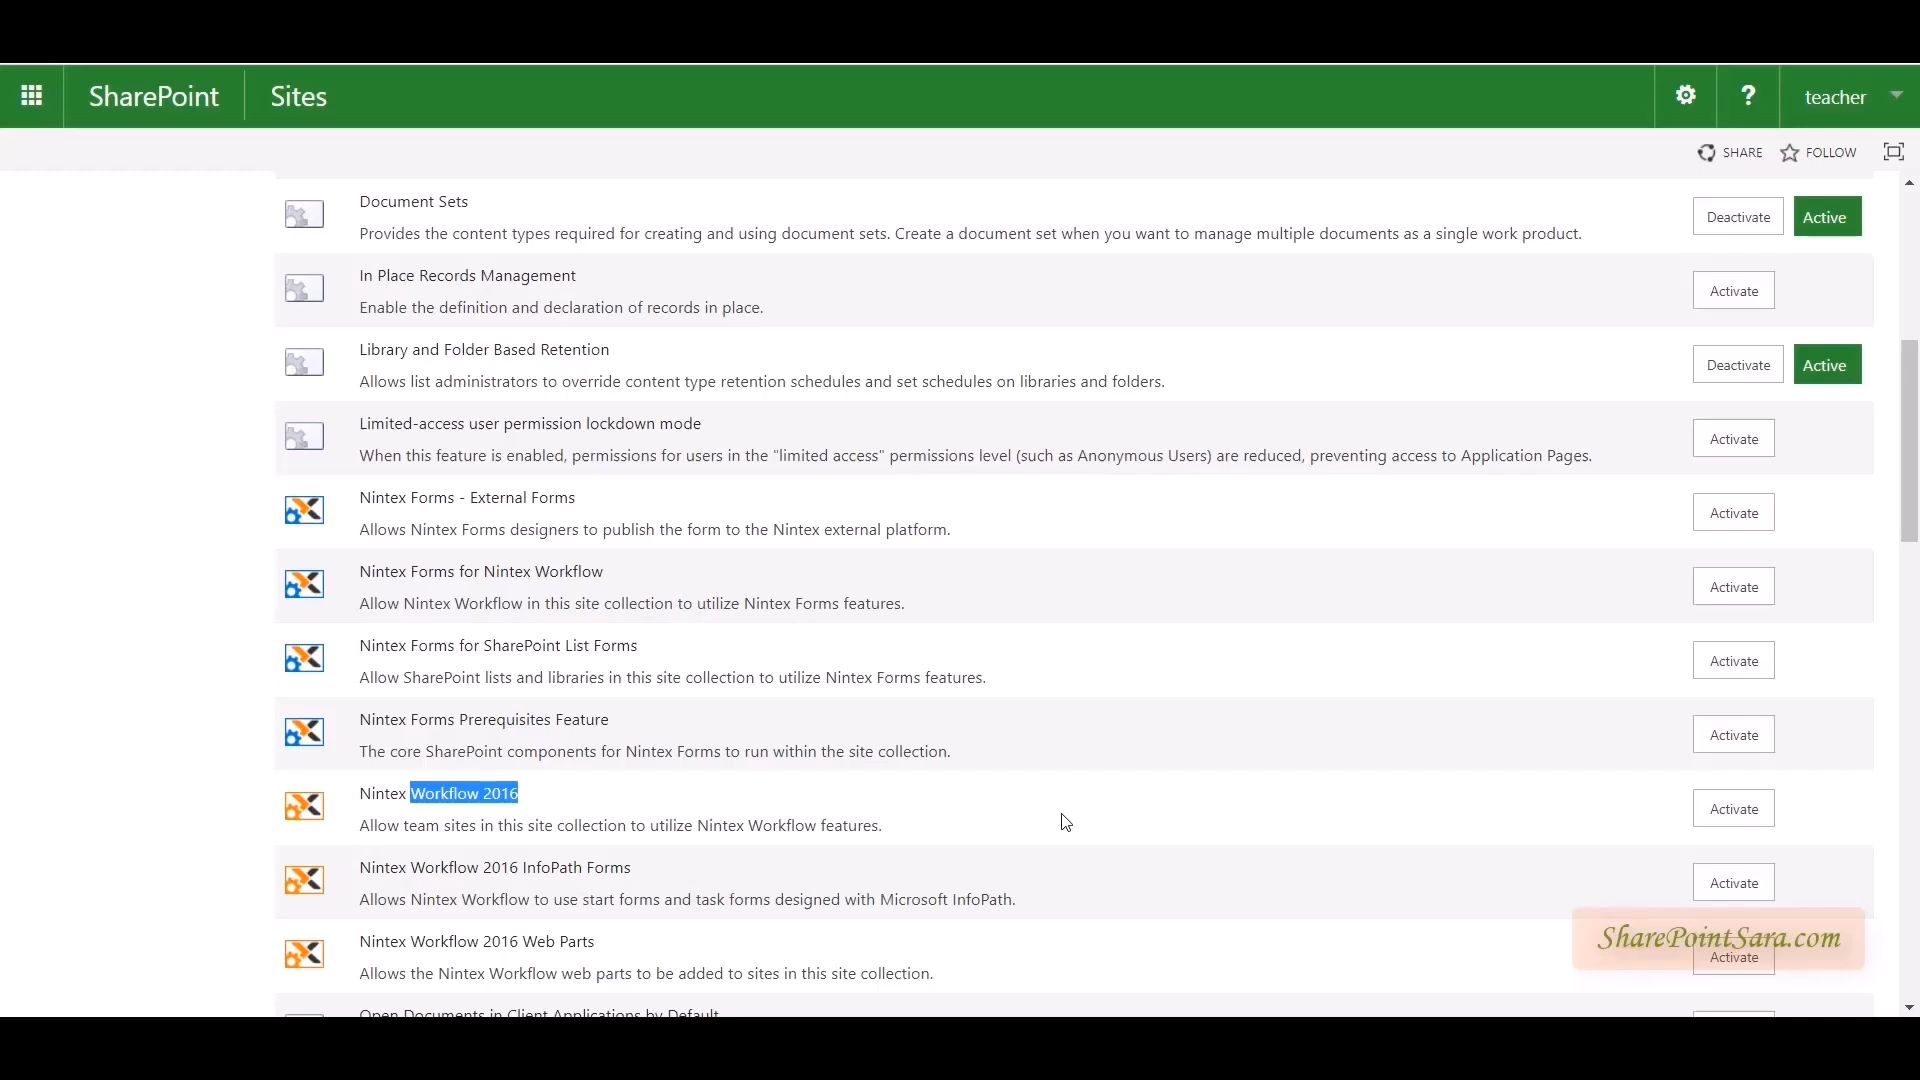 SharePoint
Sites
?
teacher
SHARE
FOLLOW
Document Sets
Provides the content types required for creating and using document sets. Create a document set when you want to manage multiple documents as a single work product.
Deactivate
Active
In Place Records Management
Enable the definition and declaration of records in place.
Activate
Library and Folder Based Retention
Allows list administrators to override content type retention schedules and set schedules on libraries and folders.
Deactivate
Active
Limited-access user permission lockdown mode
When this feature is enabled, permissions for users in the "limited access" permissions level (such as Anonymous Users) are reduced, preventing access to Application Pages.
Activate
Nintex Forms - External Forms
Allows Nintex Forms designers to publish the form to the Nintex external platform.
Activate
Nintex Forms for Nintex Workflow
Allow Nintex Workflow in this site collection to utilize Nintex Forms features.
Activate
Nintex Forms for SharePoint List Forms
Allow SharePoint lists and libraries in this site collection to utilize Nintex Forms features.
Activate
Nintex Forms Prerequisites Feature
The core SharePoint components for Nintex Forms to run within the site collection.
Activate
Nintex Workflow 2016
Allow team sites in this site collection to utilize Nintex Workflow features.
Activate
Nintex Workflow 2016 InfoPath Forms
Allows Nintex Workflow to use start forms and task forms designed with Microsoft InfoPath.
Activate
SharePointSara.com
Nintex Workflow 2016 Web Parts
Allows the Nintex Workflow web parts to be added to sites in this site collection.
Activate
Open Documents in Client Applications by Default